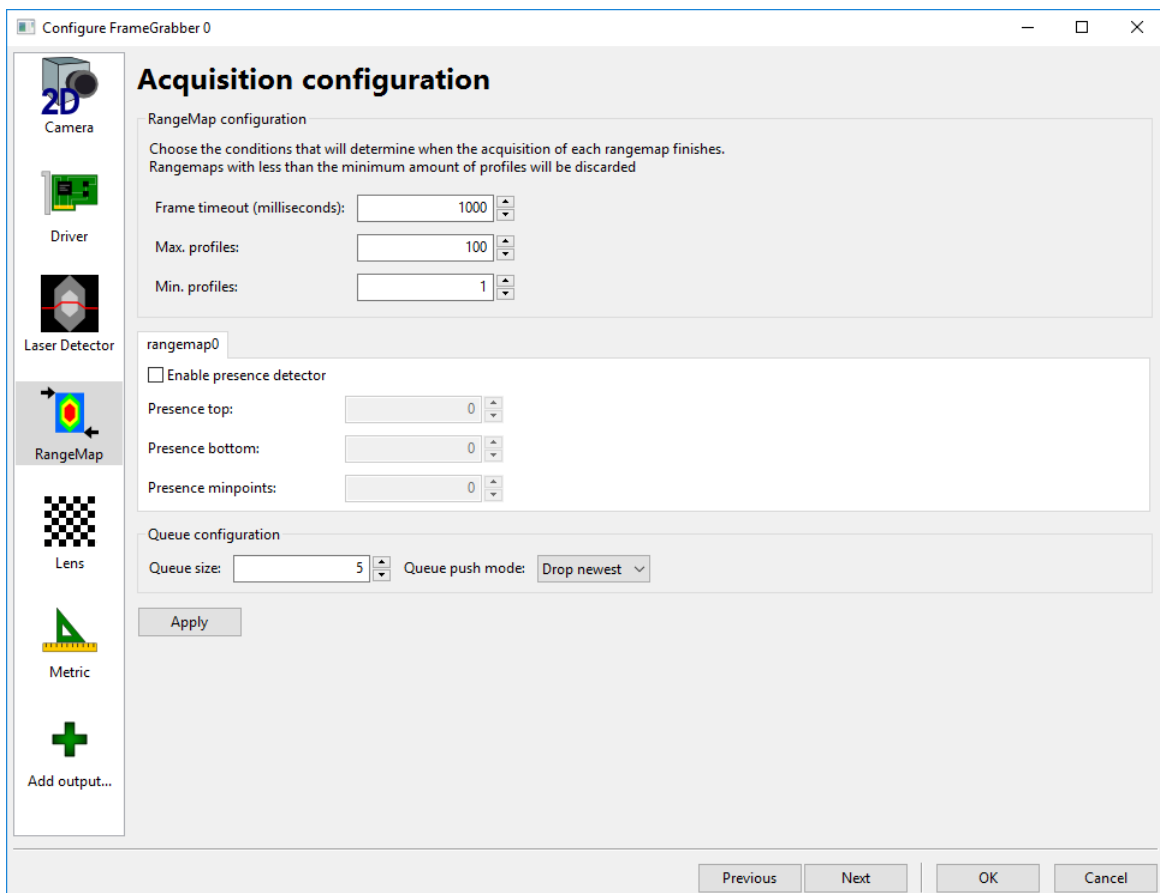 Configure FrameGrabber 0
2D
Camera
Driver
Laser Detector
RangeMap
Lens
Metric
Add output...
Acquisition configuration
RangeMap configuration
Choose the conditions that will determine when the acquisition of each rangemap finishes.
Rangemaps with less than the minimum amount of profiles will be discarded
Frame timeout (milliseconds): 1000
Max. profiles: 100
Min. profiles: 1
rangemap0
Enable presence detector
Presence top: 0
Presence bottom: 0
Presence minpoints: 0
Queue configuration
Queue size: 5 Queue push mode: Drop newest
Apply
Previous Next OK Cancel